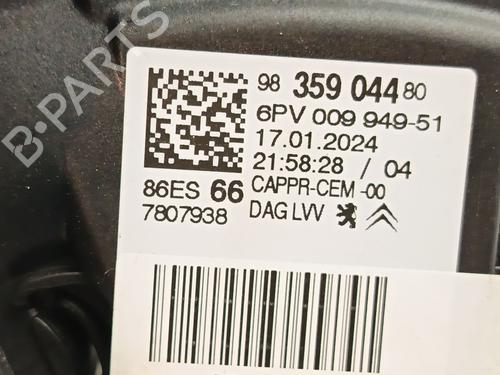 B-PARTS
98 359 044 80
6PV 009 949-51
17.01.2024
21:58:28 / 04
86ES 66 CAPPR-CEM -00
7807938 DAG LVV